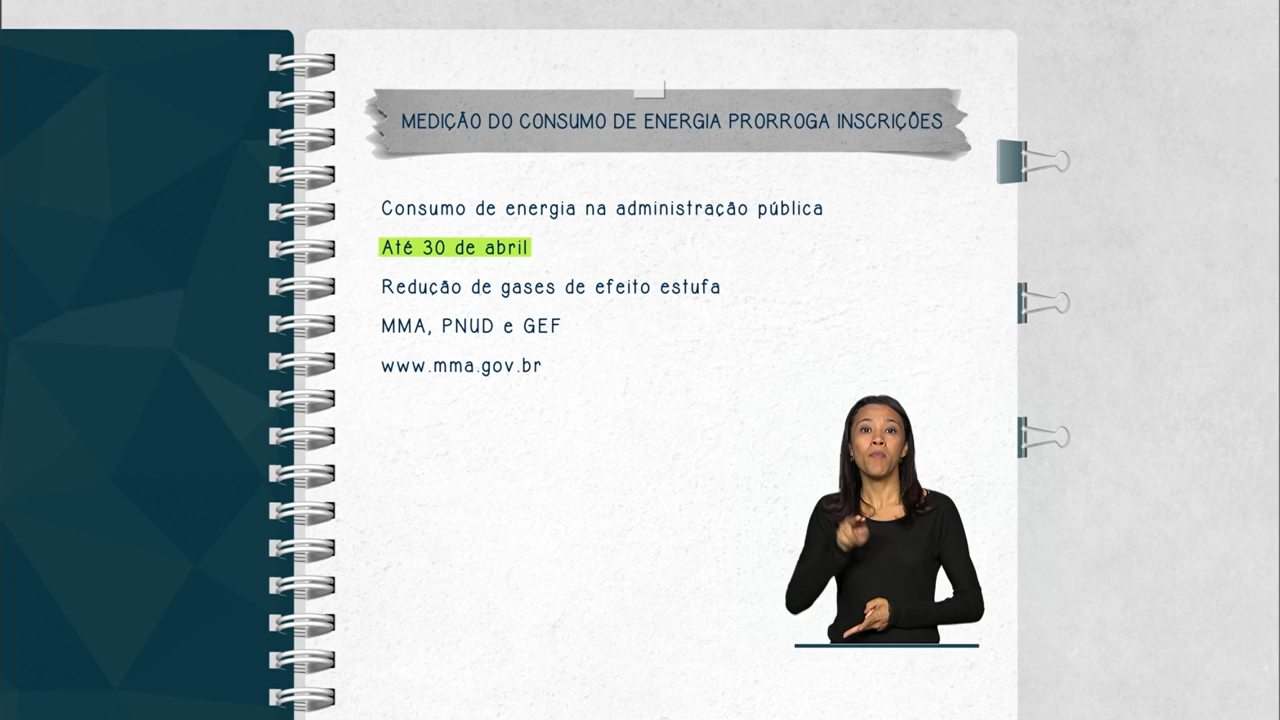 MEDIÇÃO DO CONSUMO DE ENERGIA PRORROGA INSCRIÇÕES
Consumo de energia na administração pública
Até 30 de abril
Redução de gases de efeito estufa
MMA, PNUD e GEF
www.mma.gov.br